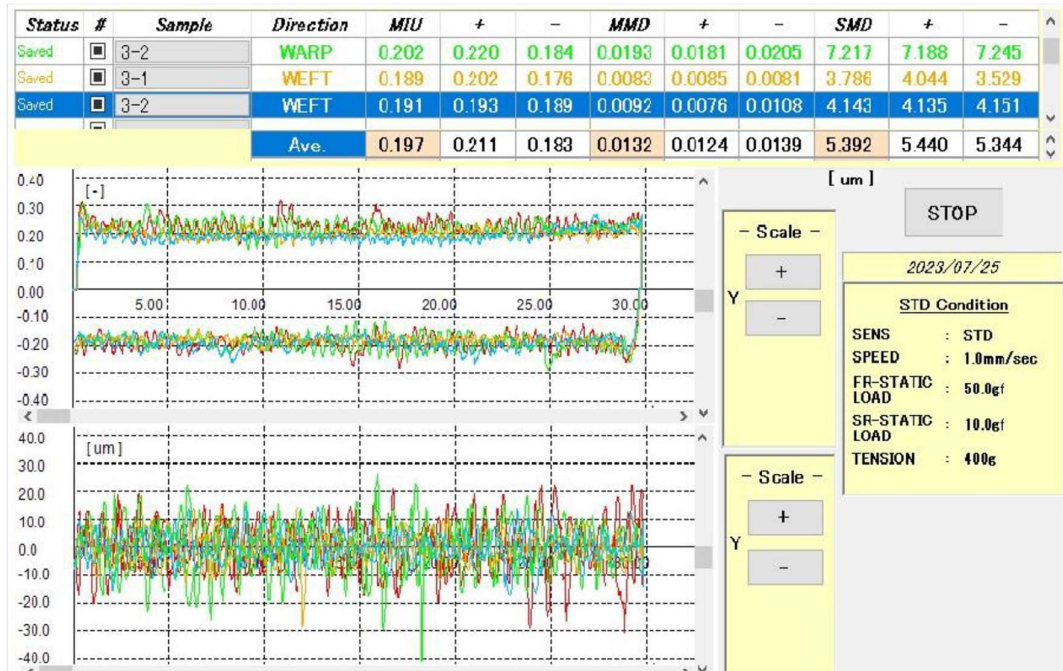 Status # Sample Direction MIU + − MMD + − SMD + −
Saved 3-2 WARP 0.202 0.220 0.184 0.0193 0.0181 0.0205 7.217 7.188 7.245
Saved 3-1 WEFT 0.189 0.202 0.176 0.0083 0.0085 0.0081 3.786 4.044 3.529
Saved 3-2 WEFT 0.191 0.193 0.189 0.0092 0.0076 0.0108 4.143 4.135 4.151
Ave. 0.197 0.211 0.183 0.0132 0.0124 0.0139 5.392 5.440 5.344
[-]
0.40
0.30
0.20
0.10
0.00
-0.10
-0.20
-0.30
-0.40
5.00 10.00 15.00 20.00 25.00 30.00
[um]
40.0
30.0
20.0
10.0
0.0
-10.0
-20.0
-30.0
-40.0
[ um ]
- Scale -
+
Y
-
- Scale -
+
Y
-
STOP
2023/07/25
STD Condition
SENS : STD
SPEED : 1.0mm/sec
FR-STATIC LOAD : 50.0gf
SR-STATIC LOAD : 10.0gf
TENSION : 400g